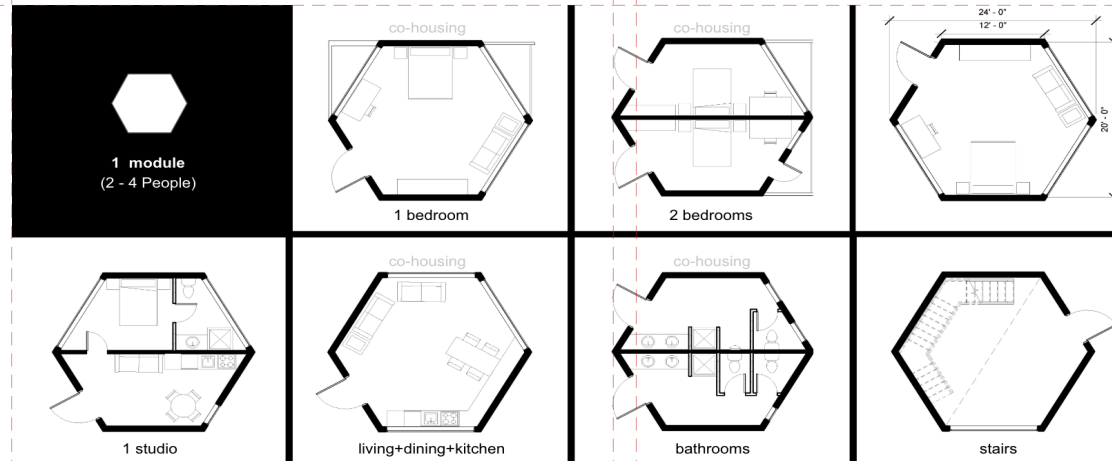 1 module
(2 - 4 People)
co-housing
1 bedroom
co-housing
2 bedrooms
24' - 0"
12' - 0"
20' - 0"
1 studio
co-housing
living+dining+kitchen
co-housing
bathrooms
stairs